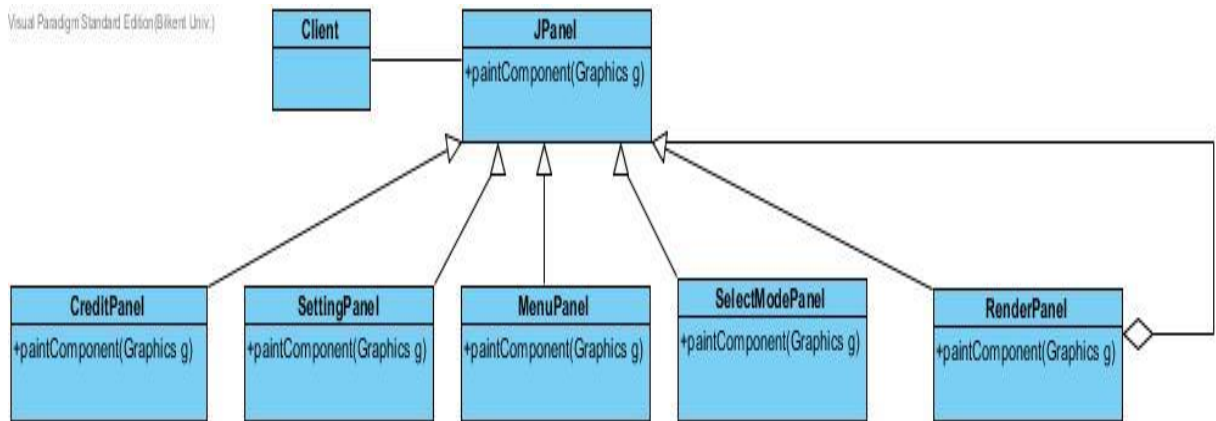 Visual Paradigm Standard Edition(Bilkent Univ.)
Client
JPanel
+paintComponent(Graphics g)
CreditPanel
+paintComponent(Graphics g)
SettingPanel
+paintComponent(Graphics g)
MenuPanel
+paintComponent(Graphics g)
SelectModePanel
+paintComponent(Graphics g)
RenderPanel
+paintComponent(Graphics g)